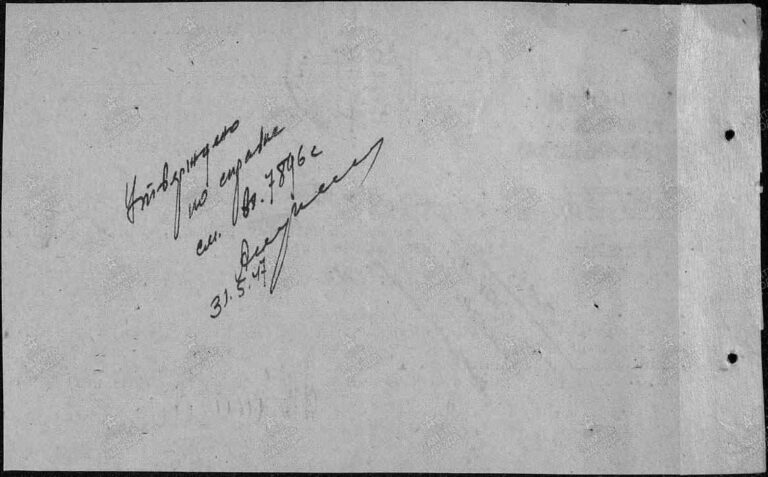 Утверждено
по справке
см. вх. 7896с
31.5.47